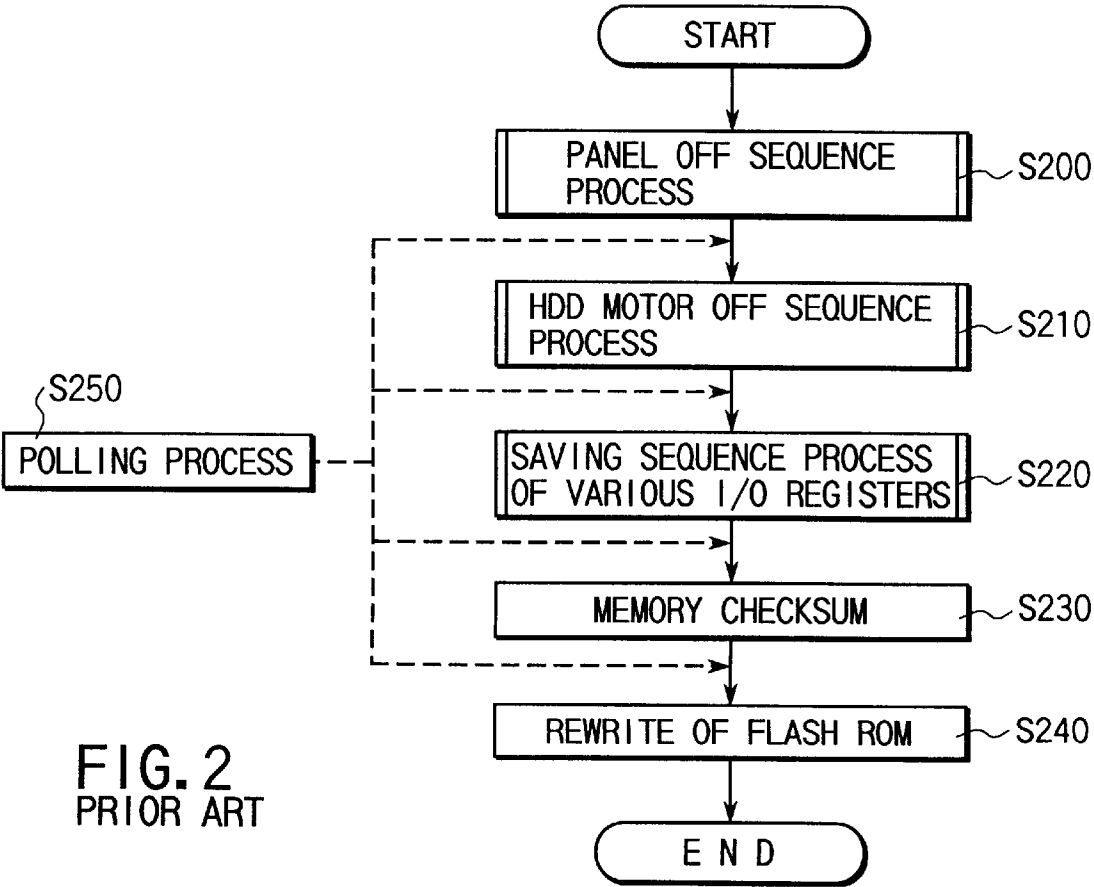 START
PANEL OFF SEQUENCE
PROCESS
S200
HDD MOTOR OFF SEQUENCE
PROCESS
S210
S250
POLLING PROCESS
SAVING SEQUENCE PROCESS
OF VARIOUS I/O REGISTERS
S220
MEMORY CHECKSUM
S230
REWRITE OF FLASH ROM
S240
FIG. 2
PRIOR ART
END